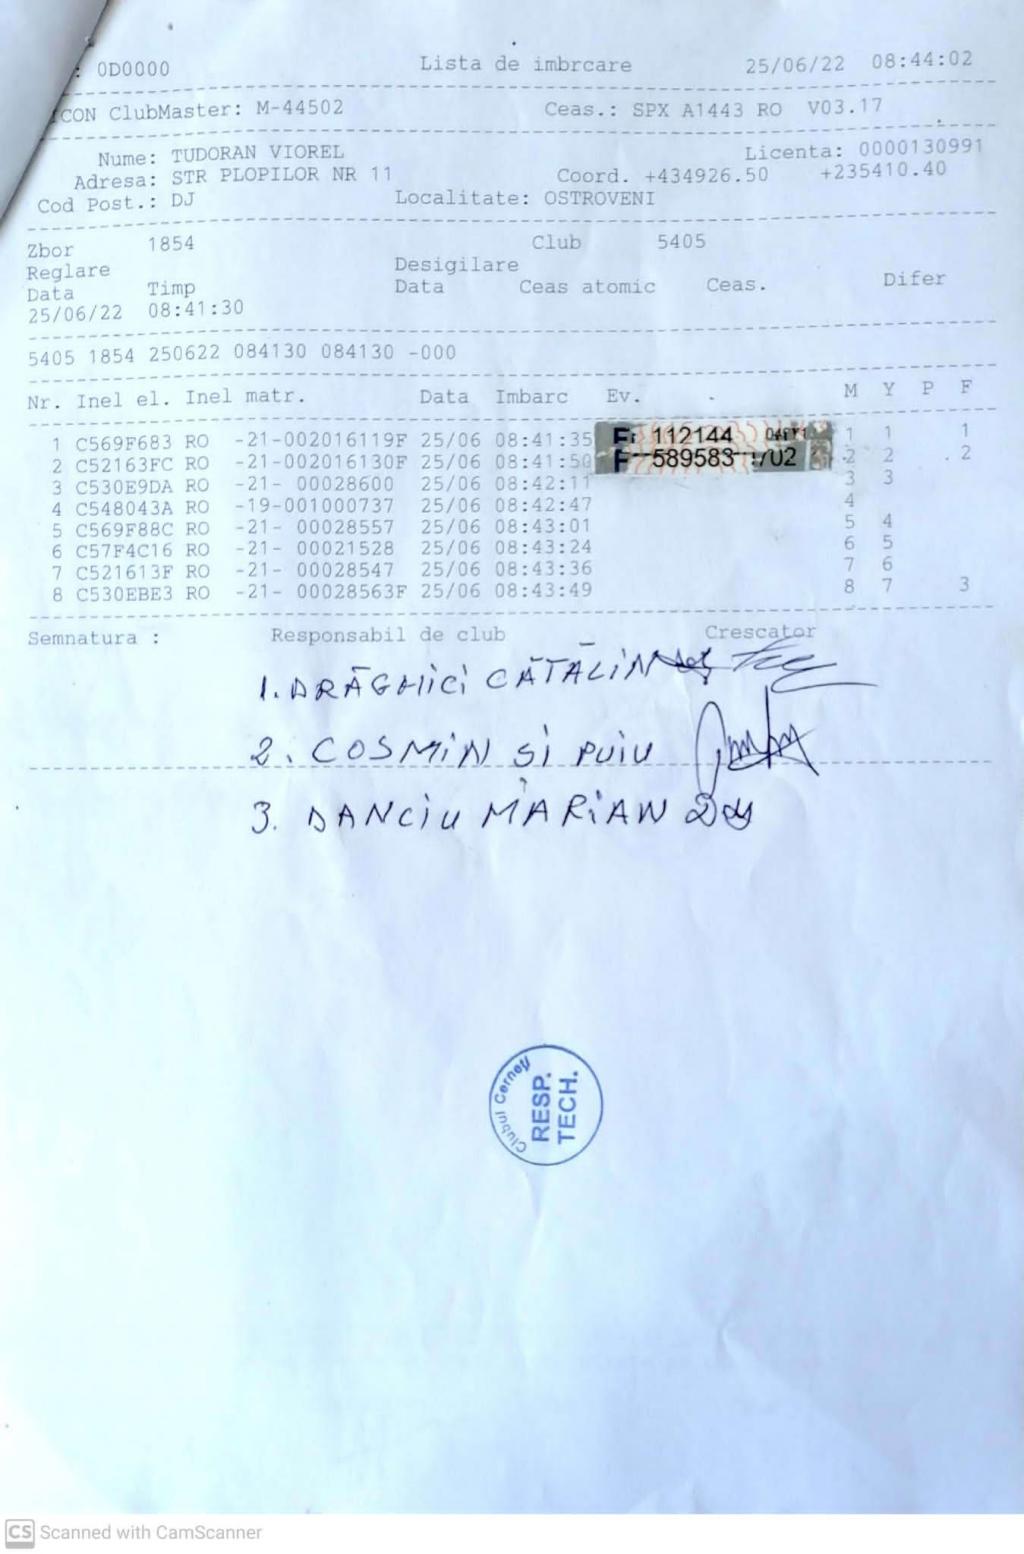 : 0D0000 Lista de imbrcare 25/06/22 08:44:02
CON ClubMaster: M-44502 Ceas.: SPX A1443 RO V03.17
Nume: TUDORAN VIOREL Licenta: 0000130991
Adresa: STR PLOPILOR NR 11 Coord. +434926.50 +235410.40
Cod Post.: DJ Localitate: OSTROVENI
Zbor 1854 Club 5405
Reglare Desigilare
Data Timp Data Ceas atomic Ceas. Difer
25/06/22 08:41:30
5405 1854 250622 084130 084130 -000
Nr. Inel el. Inel matr. Data Imbarc Ev. M Y P F
1 C569F683 RO -21-002016119F 25/06 08:41:35 112144 1 1 1
2 C52163FC RO -21-002016130F 25/06 08:41:50 F 589583 /02 2 2 2
3 C530E9DA RO -21- 00028600 25/06 08:42:11 3 3
4 C548043A RO -19-001000737 25/06 08:42:47 4
5 C569F88C RO -21- 00028557 25/06 08:43:01 5 4
6 C57F4C16 RO -21- 00021528 25/06 08:43:24 6 5
7 C521613F RO -21- 00028547 25/06 08:43:36 7 6
8 C530EBE3 RO -21- 00028563F 25/06 08:43:49 8 7 3
Semnatura : Responsabil de club Crescator
1. DRĂGHICI CĂTĂLIN
2. COSMIN și PUIU
3. DANCIU MARIAN
Clubul Cornoy
RESP.
TECH.
CS Scanned with CamScanner